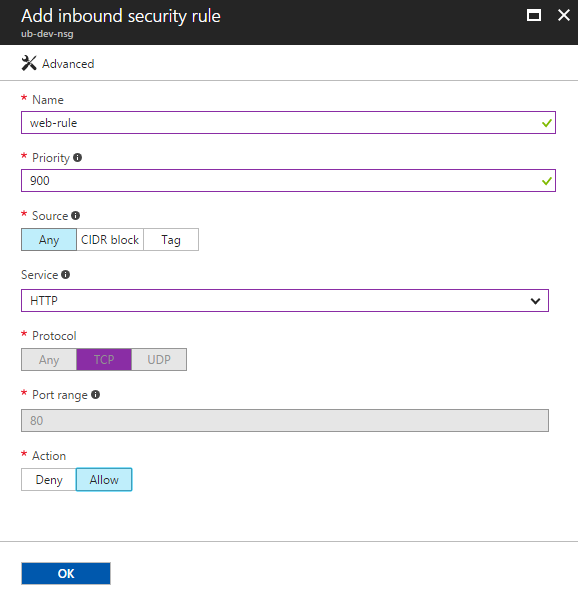 Add inbound security rule
ub-dev-nsg
Advanced
* Name
web-rule
* Priority
900
* Source
Any CIDR block Tag
Service
HTTP
* Protocol
Any TCP UDP
* Port range
80
* Action
Deny Allow
OK